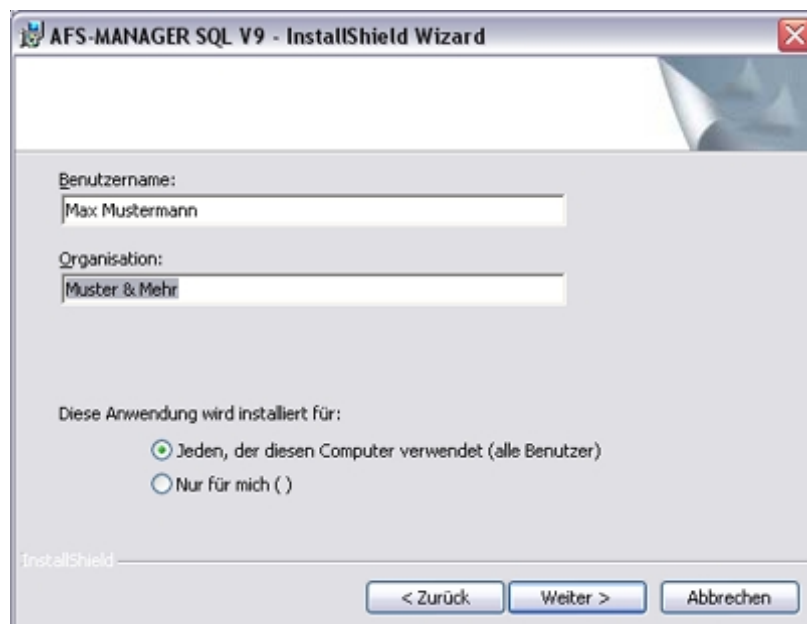 AFS-MANAGER SQL V9 - InstallShield Wizard
Benutzername:
Max Mustermann
Organisation:
Muster & Mehr
Diese Anwendung wird installiert für:
Jeden, der diesen Computer verwendet (alle Benutzer)
Nur für mich ( )
InstallShield
< Zurück Weiter > Abbrechen